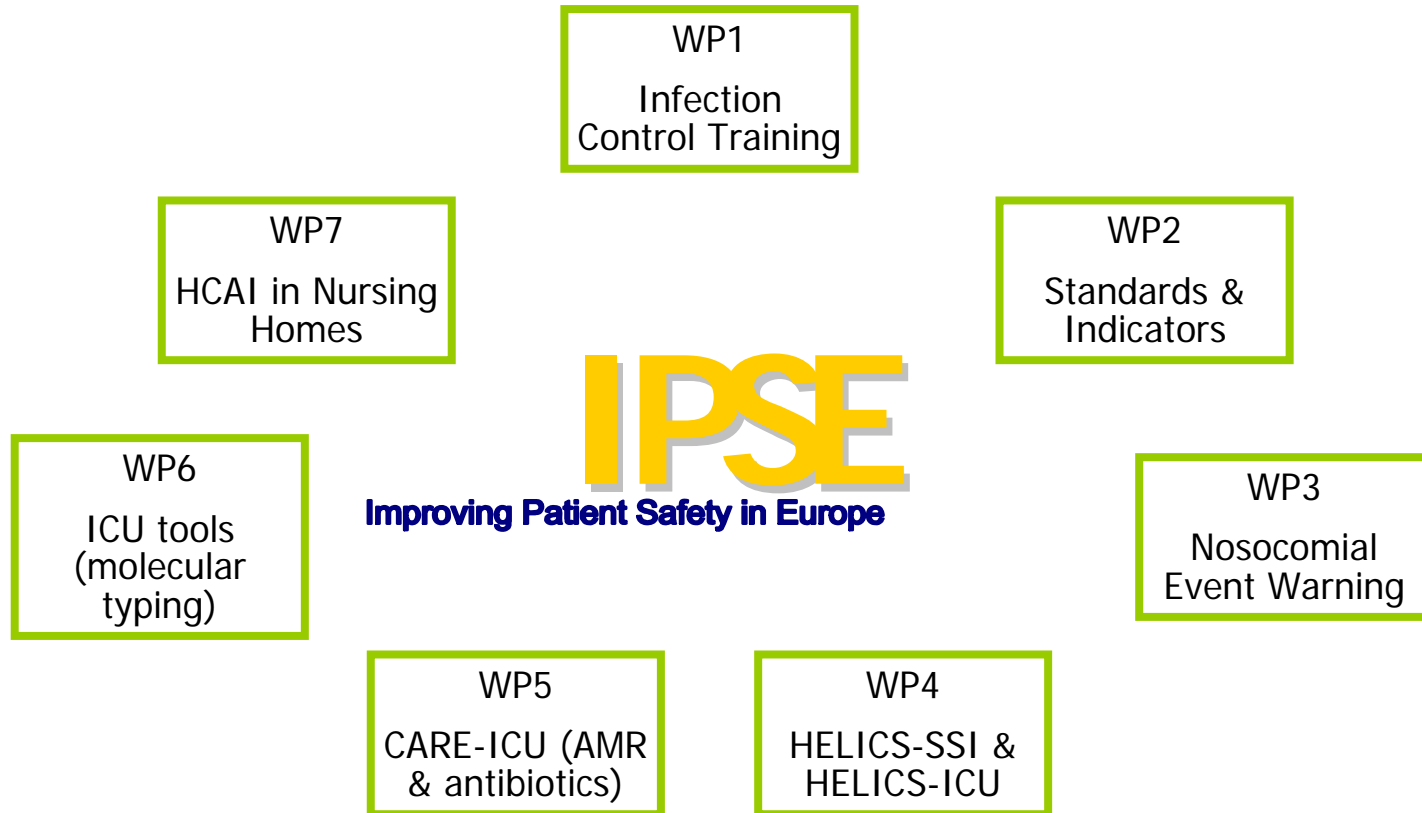 WP1
Infection
Control Training
WP7
HCAI in Nursing
Homes
WP2
Standards &
Indicators
IPSE
Improving Patient Safety in Europe
WP6
ICU tools
(molecular
typing)
WP3
Nosocomial
Event Warning
WP5
CARE-ICU (AMR
& antibiotics)
WP4
HELICS-SSI &
HELICS-ICU